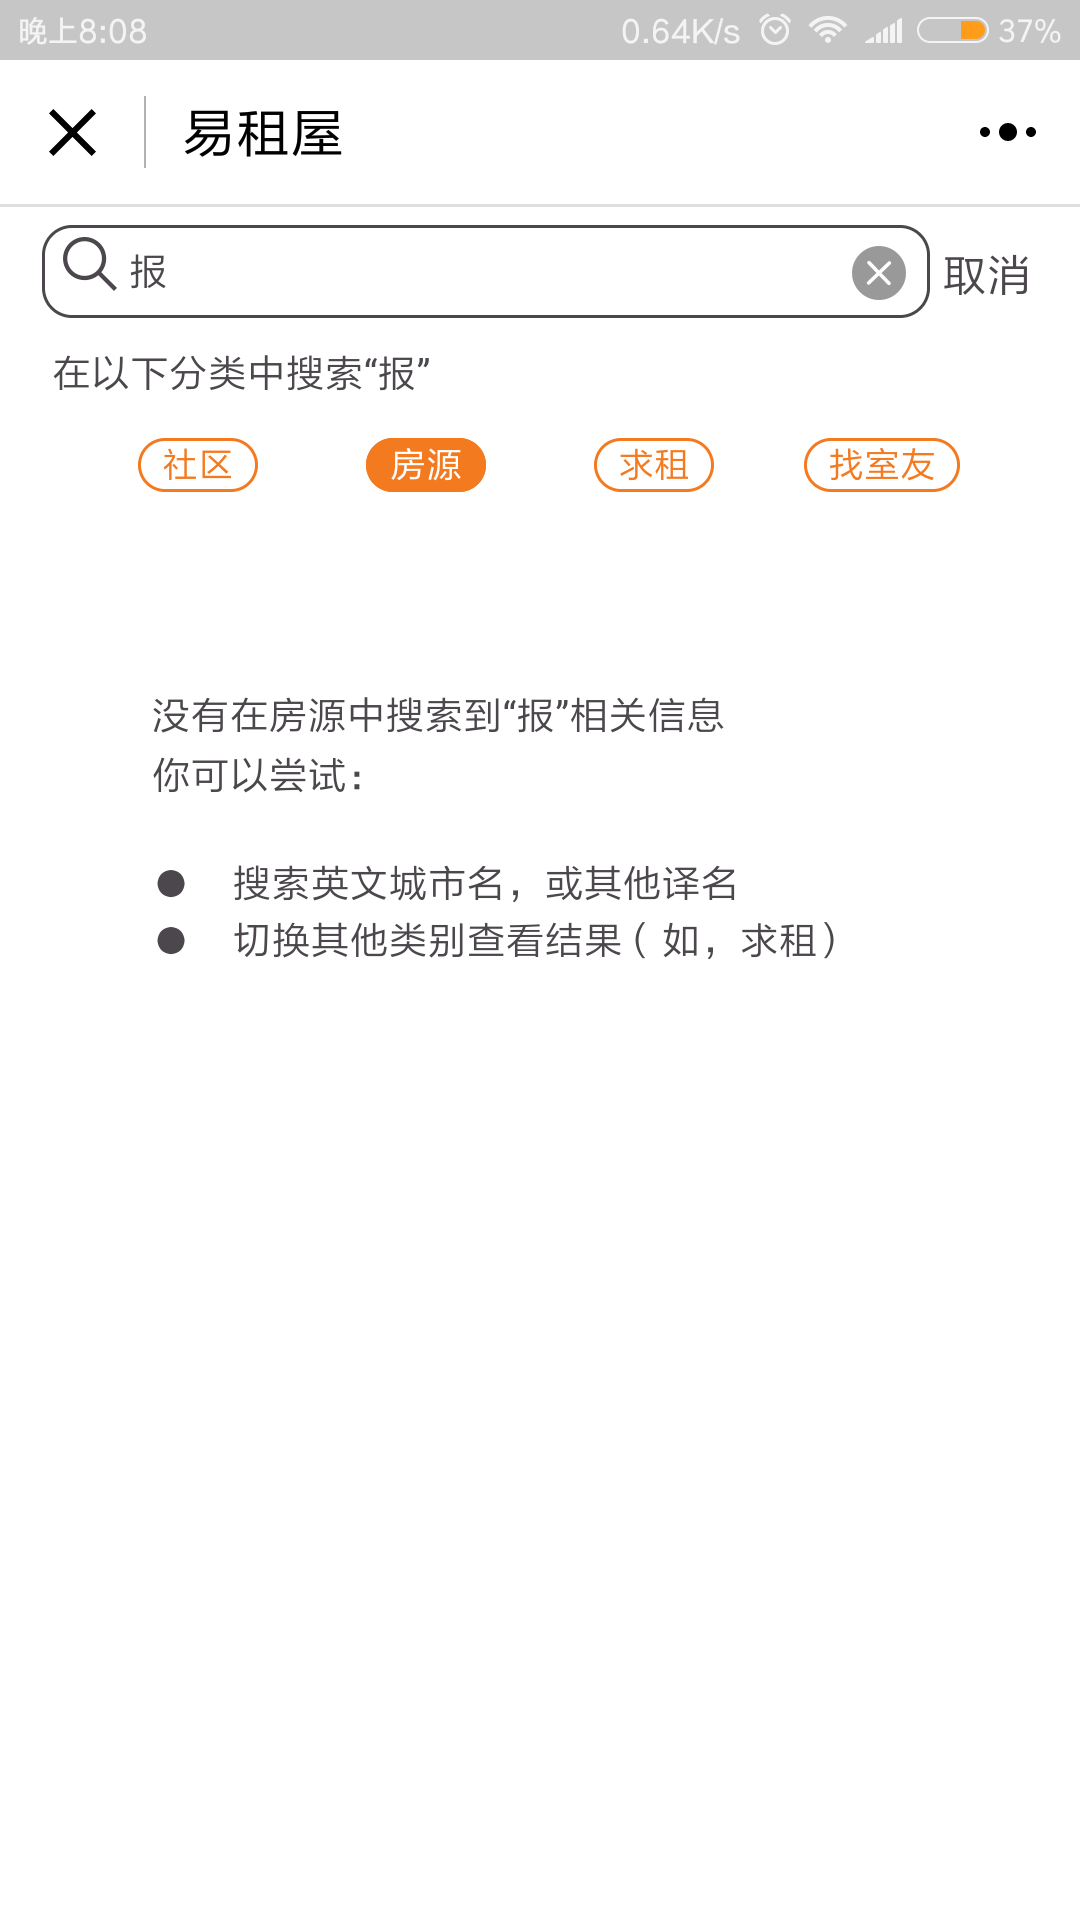 晚上8:08 0.64K/s 37%
易租屋
报 取消
在以下分类中搜索“报”
社区 房源 求租 找室友
没有在房源中搜索到“报”相关信息
你可以尝试：
● 搜索英文城市名，或其他译名
● 切换其他类别查看结果（如，求租）